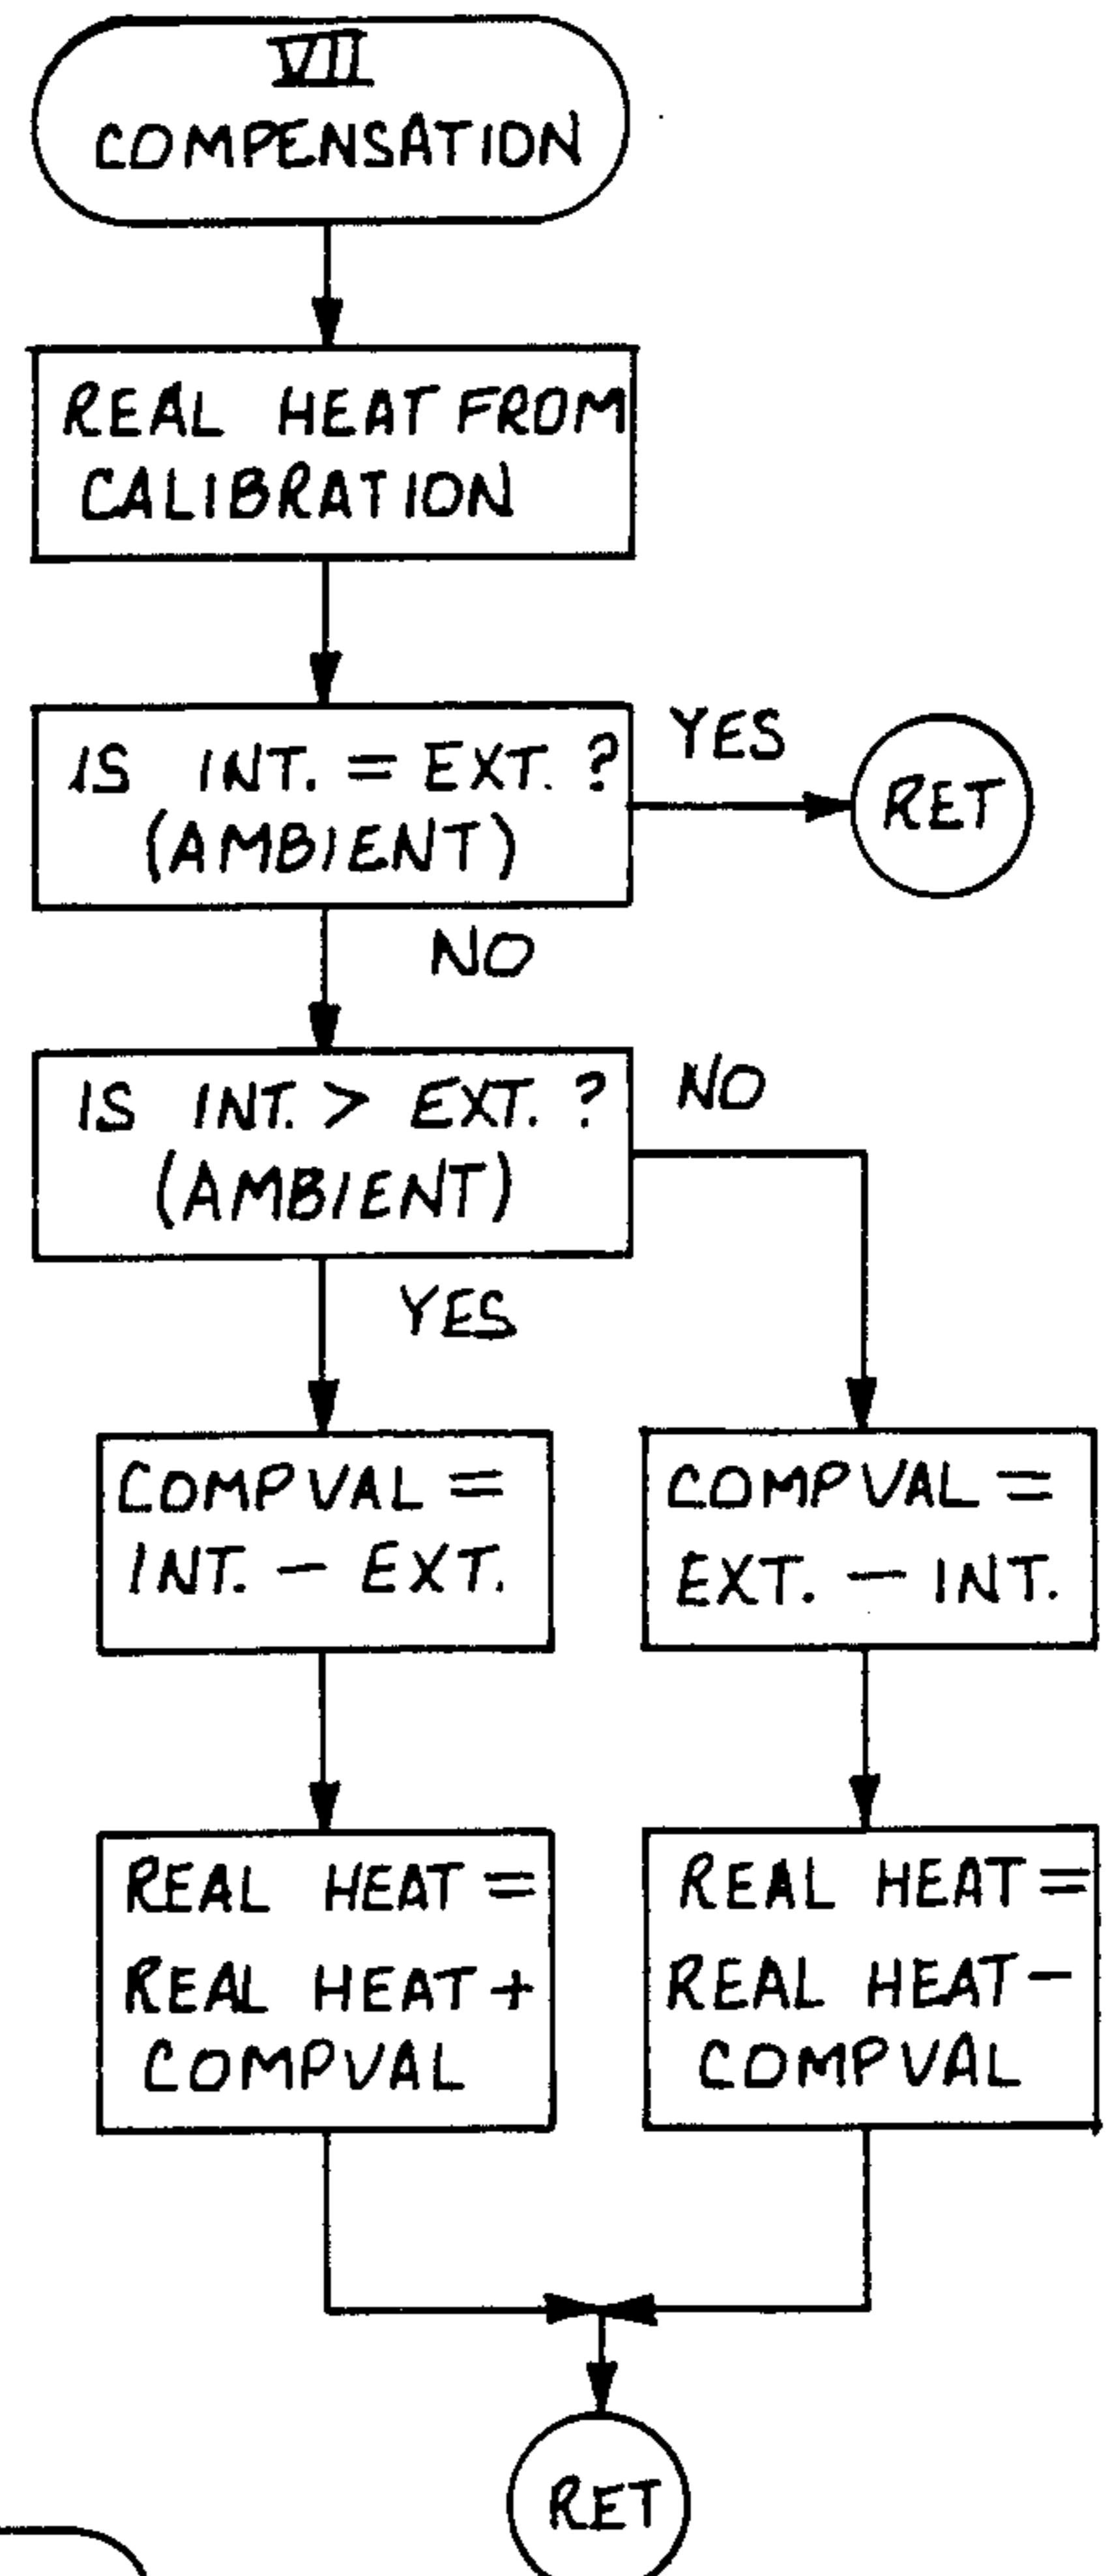 VII
COMPENSATION
REAL HEAT FROM
CALIBRATION
IS INT. = EXT. ?
(AMBIENT)
YES
RET
NO
IS INT. > EXT. ?
(AMBIENT)
NO
YES
COMPVAL =
INT. - EXT.
COMPVAL =
EXT. - INT.
REAL HEAT =
REAL HEAT +
COMPVAL
REAL HEAT =
REAL HEAT -
COMPVAL
RET